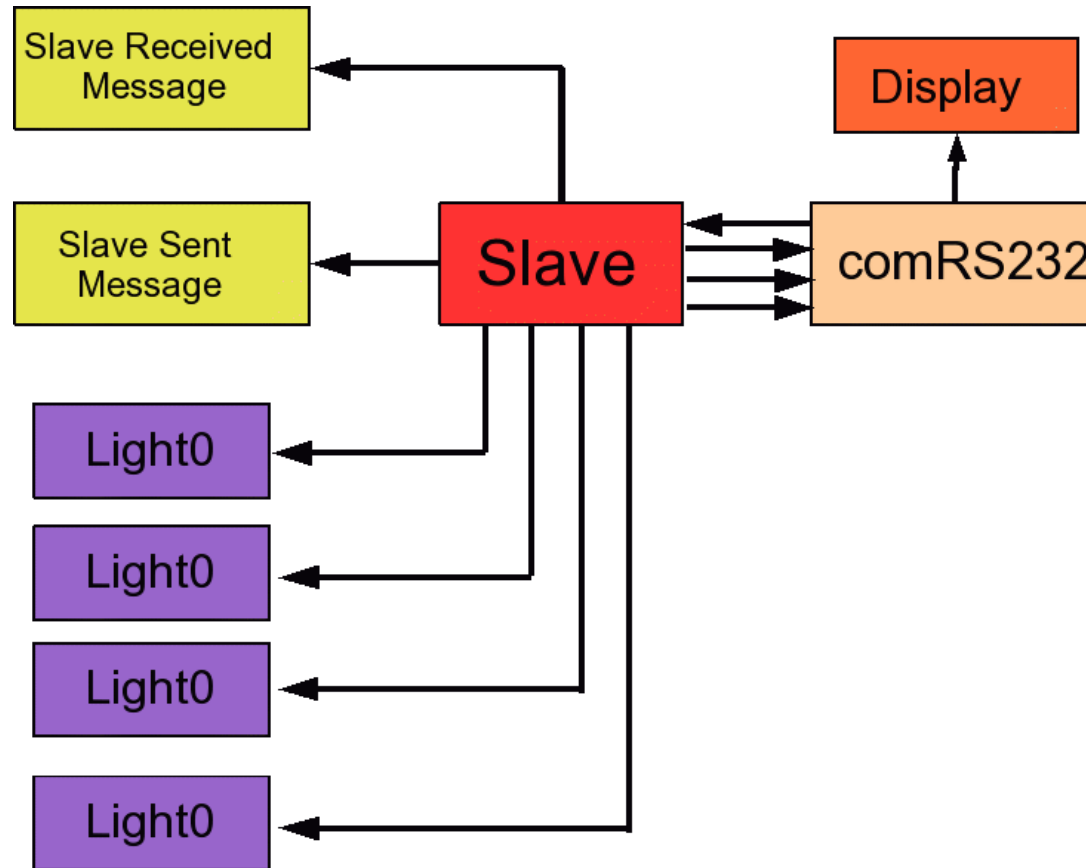 Slave Received
Message
Display
Slave Sent
Message
Slave
comRS232
Light0
Light0
Light0
Light0